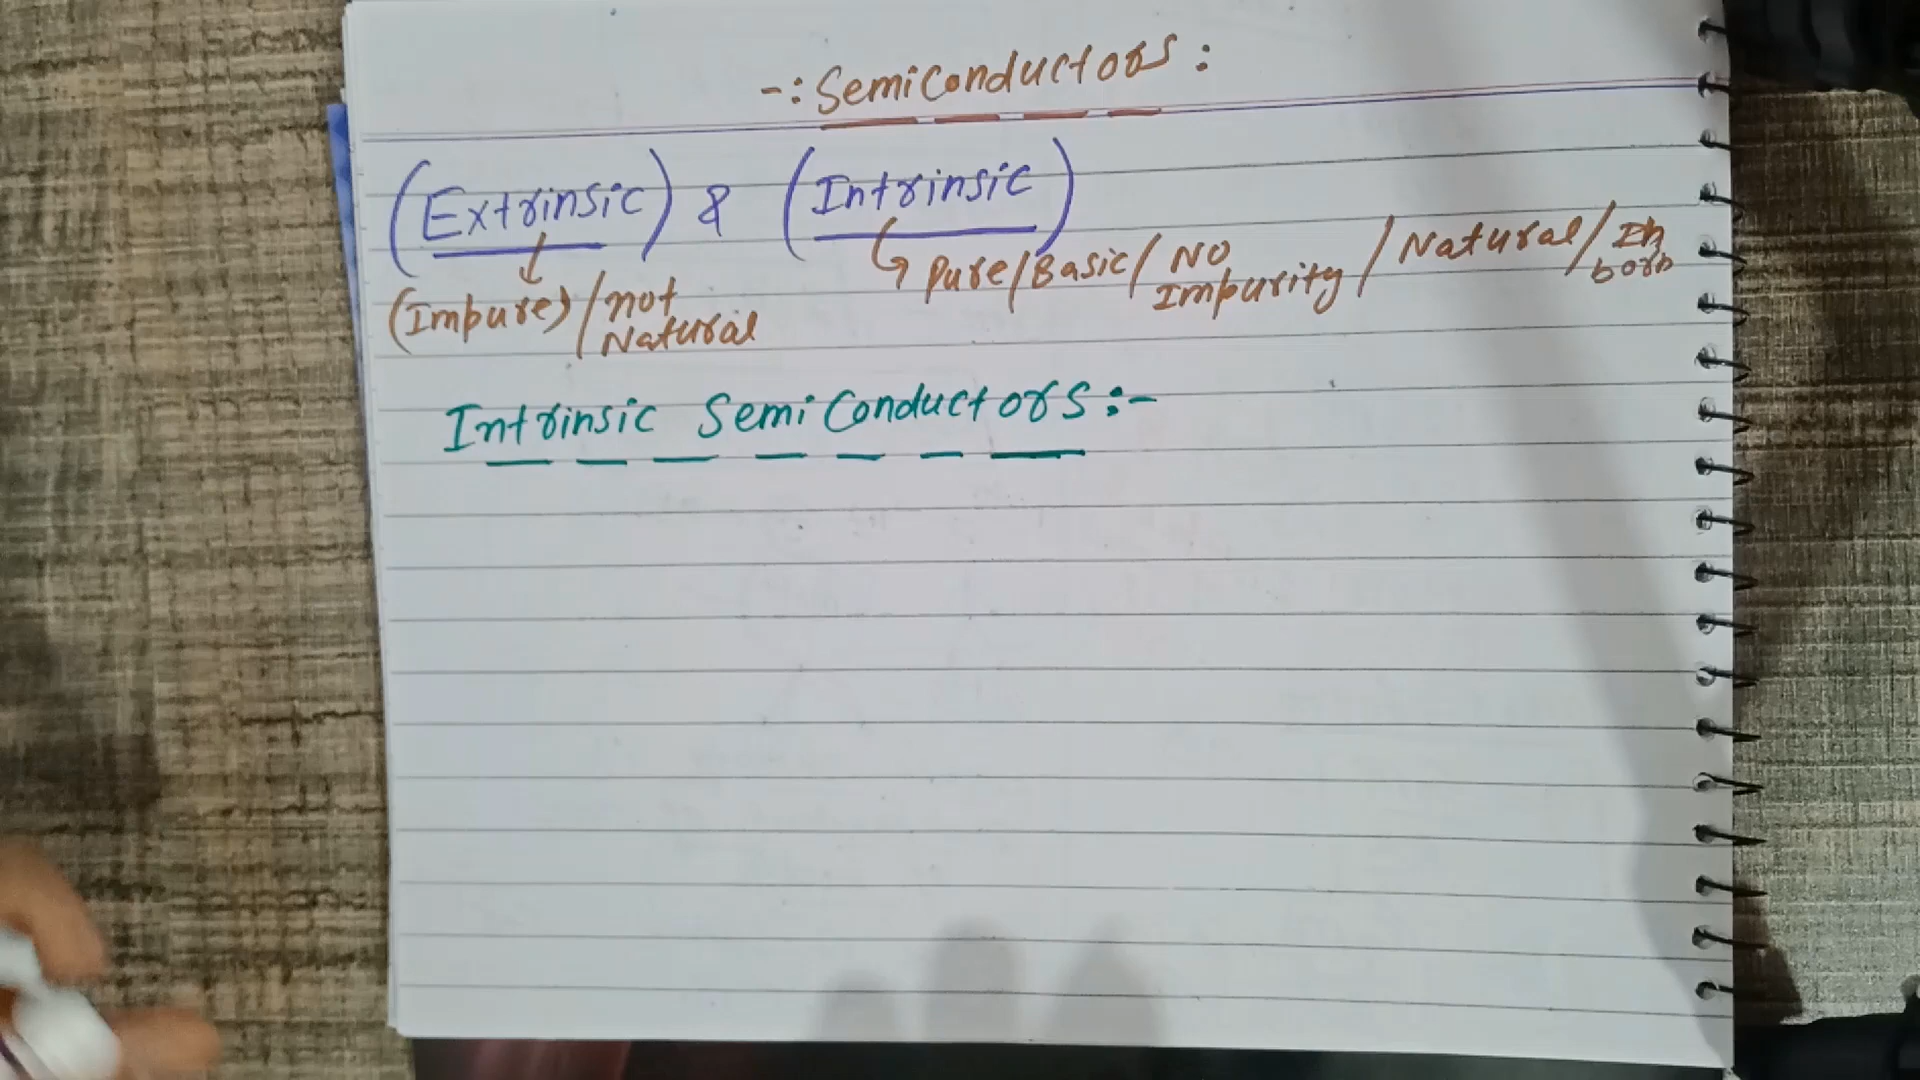 -: Semiconductors :
(Extrinsic) & (Intrinsic)
Pure/Basic/NO Impurity/Natural/In born
(Impure)/not Natural
Intrinsic Semiconductors :-